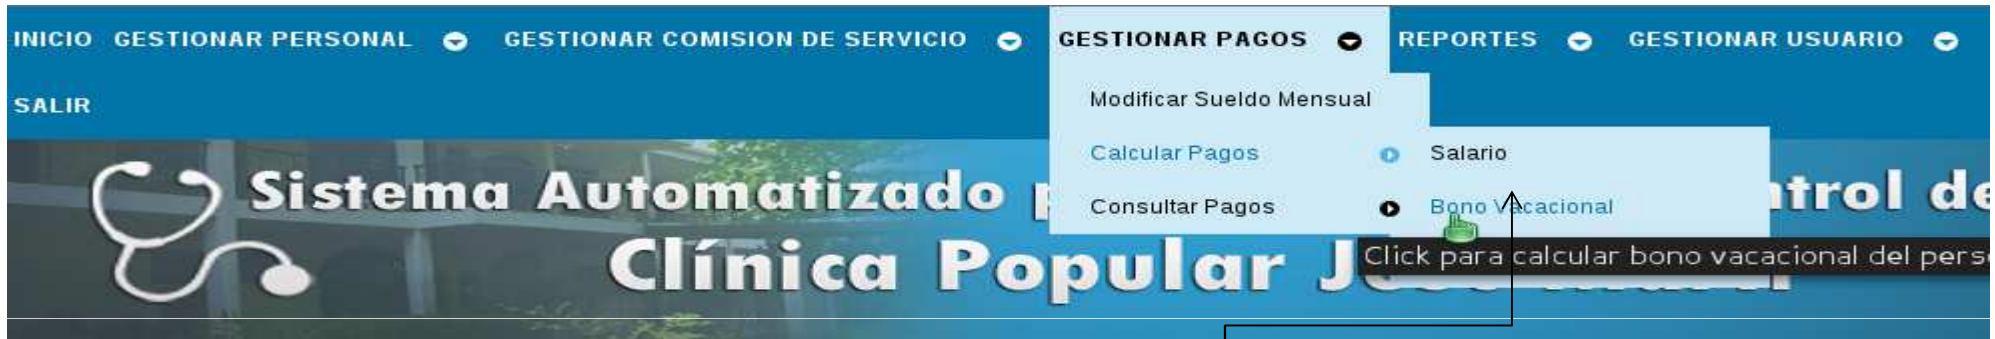 INICIO GESTIONAR PERSONAL GESTIONAR COMISION DE SERVICIO GESTIONAR PAGOS REPORTES GESTIONAR USUARIO
SALIR
Modificar Sueldo Mensual
Calcular Pagos
Consultar Pagos
Salario
Bono Vacacional
Click para calcular bono vacacional del
Sistema Automatizado de
Clínica Popular